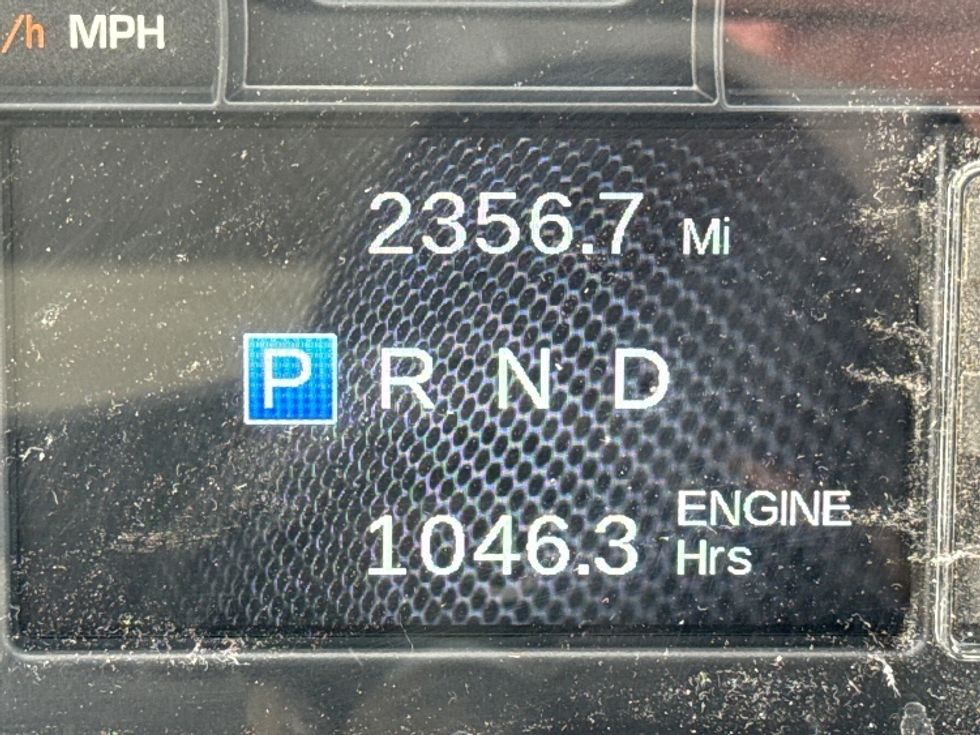 /h MPH
2356.7 Mi
P R N D
1046.3 ENGINE
Hrs